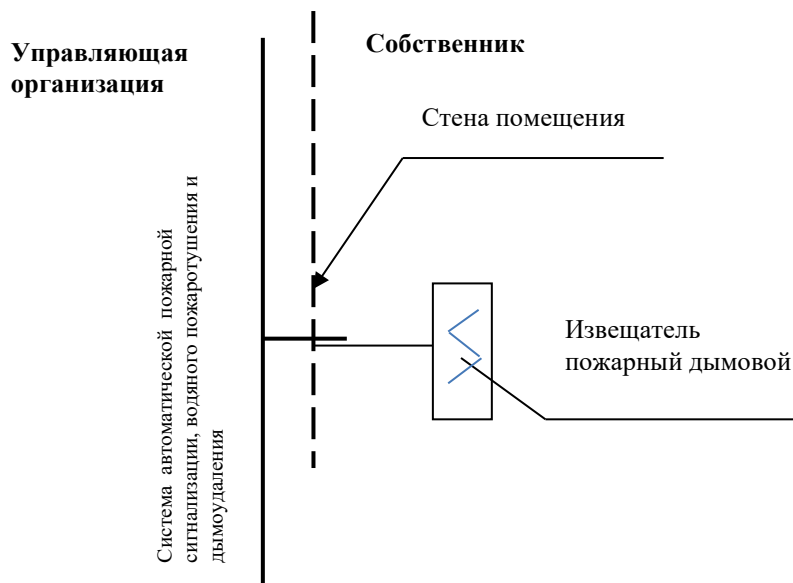 Управляющая
организация
Собственник
Стена помещения
Система автоматической пожарной
сигнализации, водяного пожаротушения и
дымоудаления
Извещатель
пожарный дымовой